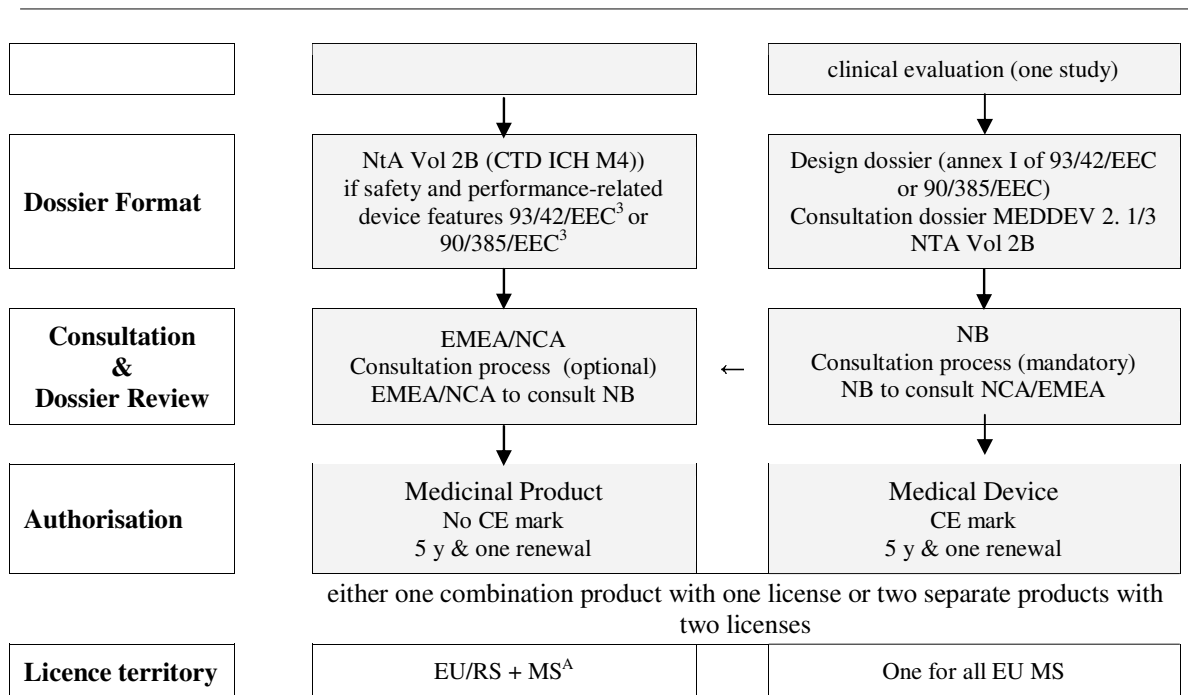 clinical evaluation (one study)
Dossier Format
NtA Vol 2B (CTD ICH M4))
if safety and performance-related
device features 93/42/EEC3 or
90/385/EEC3
Design dossier (annex I of 93/42/EEC
or 90/385/EEC)
Consultation dossier MEDDEV 2. 1/3
NTA Vol 2B
Consultation
&
Dossier Review
EMEA/NCA
Consultation process (optional)
EMEA/NCA to consult NB
←
NB
Consultation process (mandatory)
NB to consult NCA/EMEA
Authorisation
Medicinal Product
No CE mark
5 y & one renewal
Medical Device
CE mark
5 y & one renewal
either one combination product with one license or two separate products with
two licenses
Licence territory
EU/RS + MSA
One for all EU MS